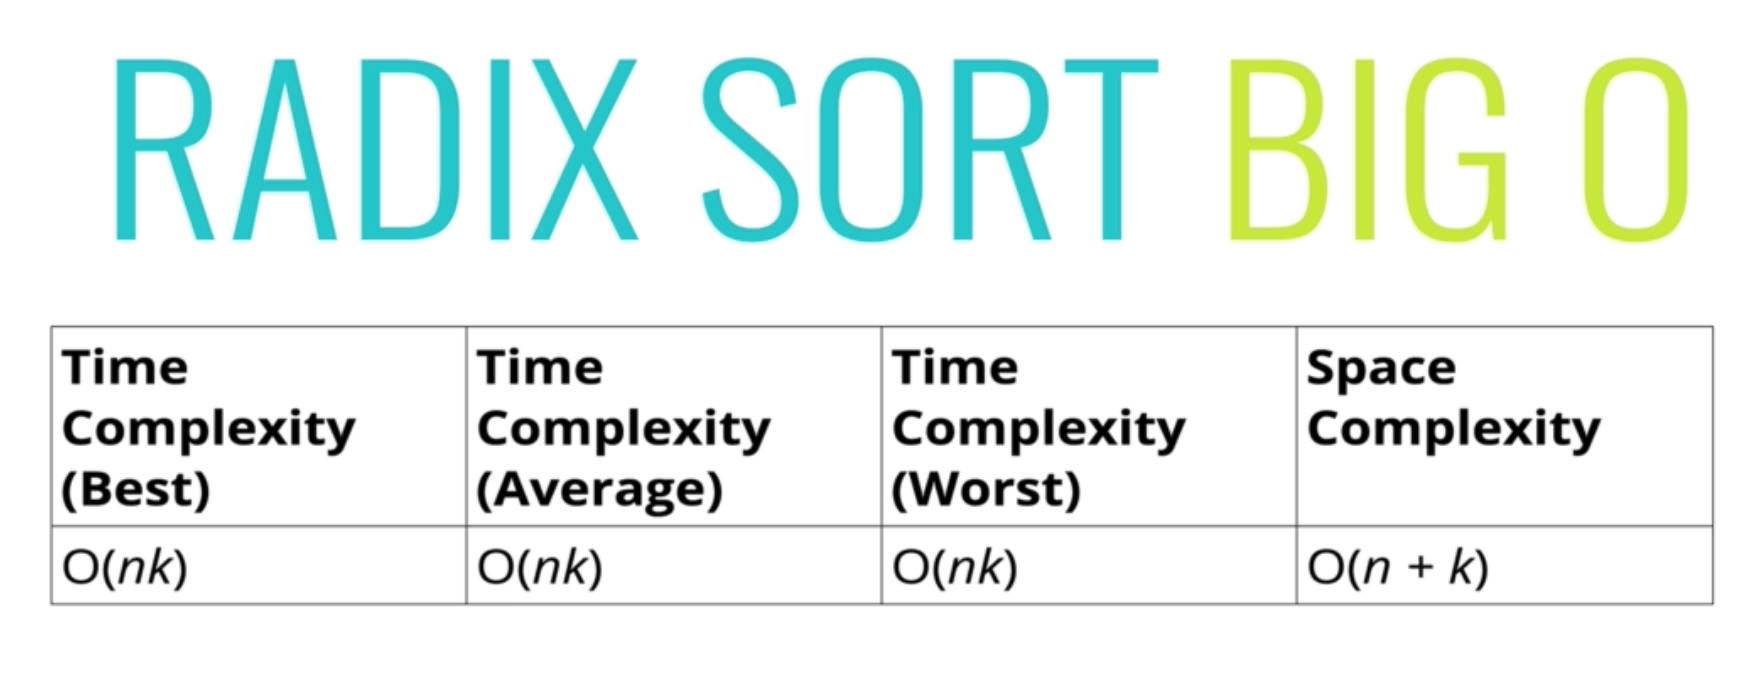 RADIX SORT BIG O
Time Complexity (Best)
Time Complexity (Average)
Time Complexity (Worst)
Space Complexity
O(nk)
O(nk)
O(nk)
O(n + k)